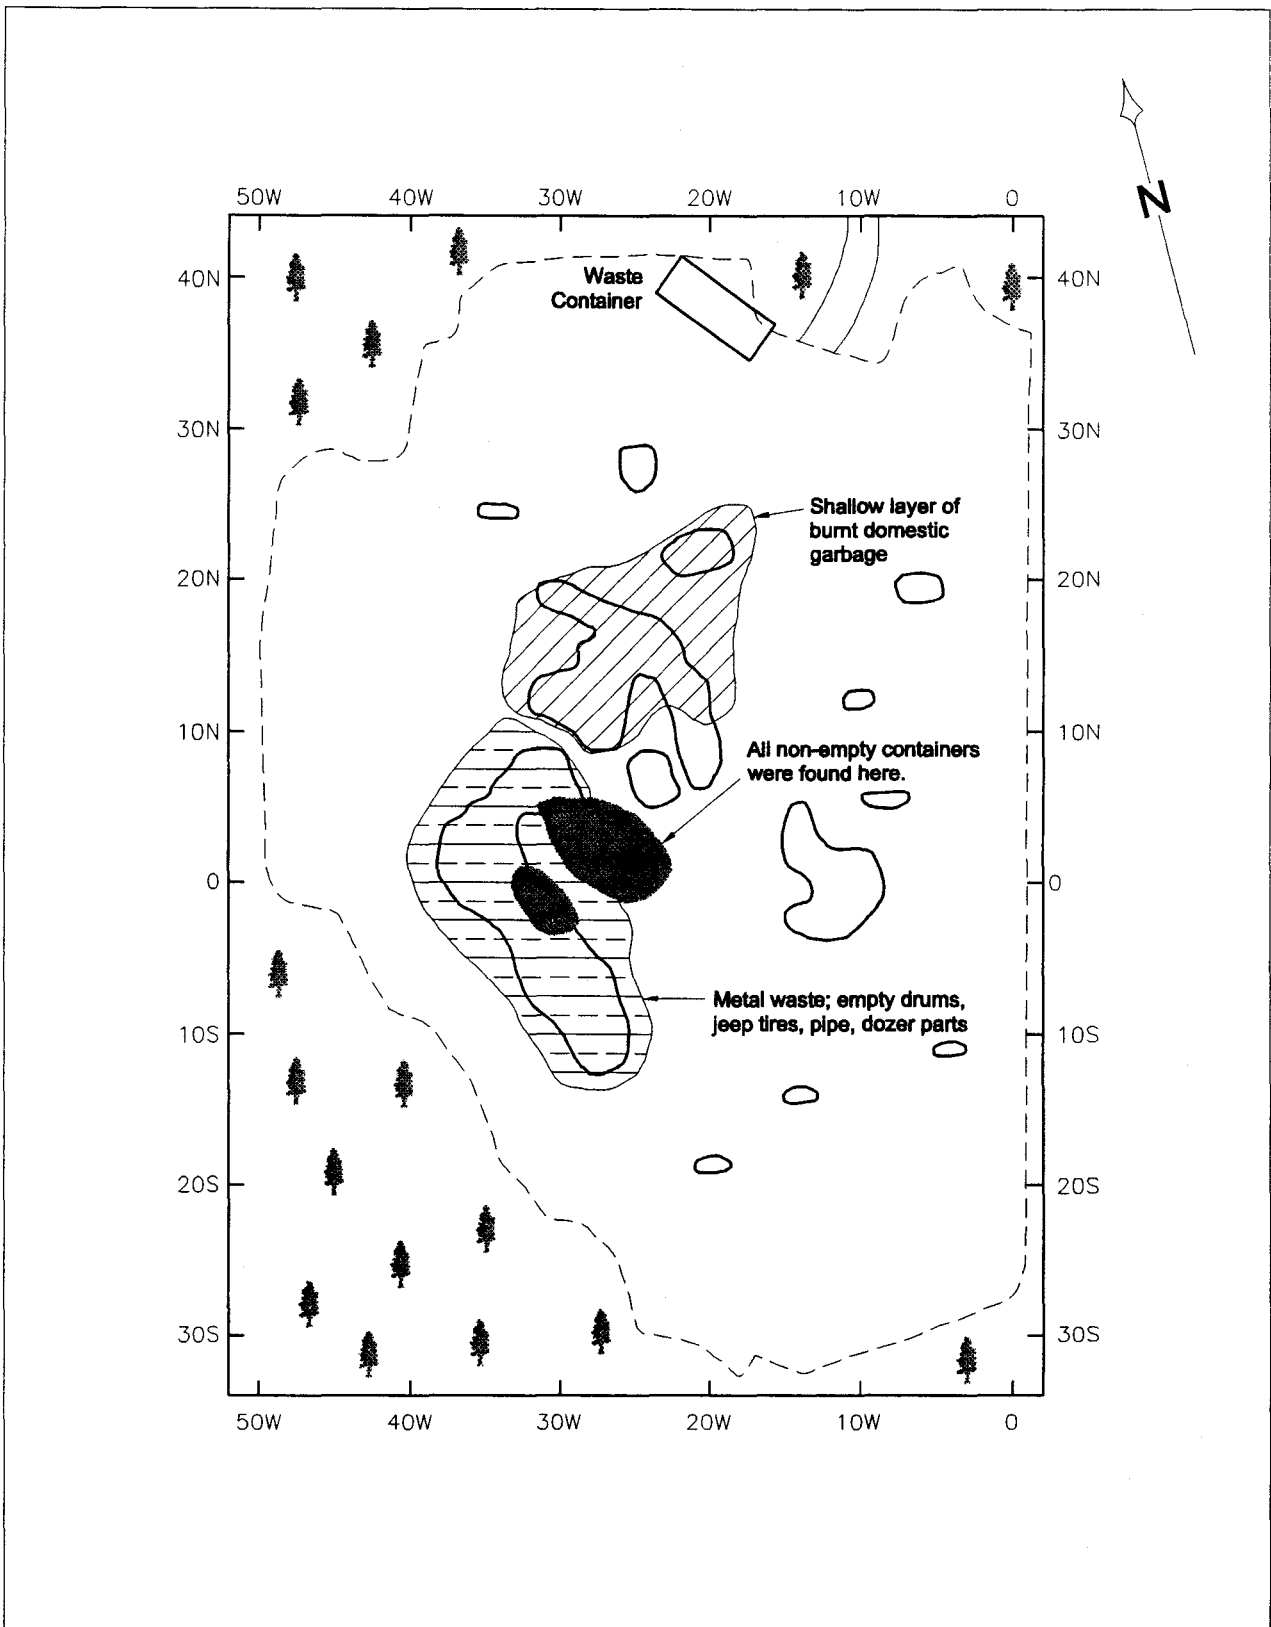 N
50W 40W 30W 20W 10W 0
40N 40N
Waste
Container
30N 30N
Shallow layer of
burnt domestic
garbage
20N 20N
10N 10N
All non-empty containers
were found here.
0 0
Metal waste; empty drums,
jeep tires, pipe, dozer parts
10S 10S
20S 20S
30S 30S
50W 40W 30W 20W 10W 0